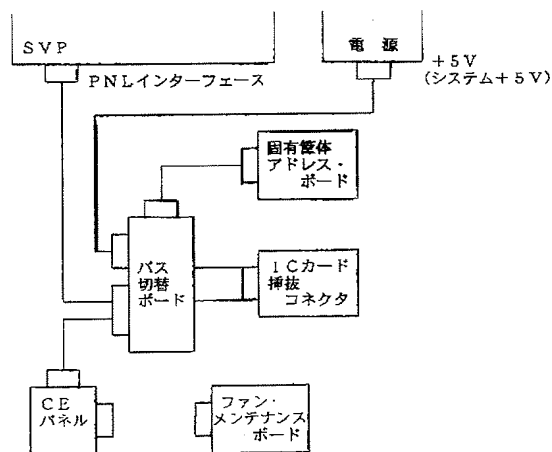 SVP
PNLインターフェース
電 源
+5V
(システム+5V)
固有筐体
アドレス・
ボード
バス
切替
ボード
ICカード
挿抜
コネクタ
CE
パネル
ファン・
メンテナンス
ボード